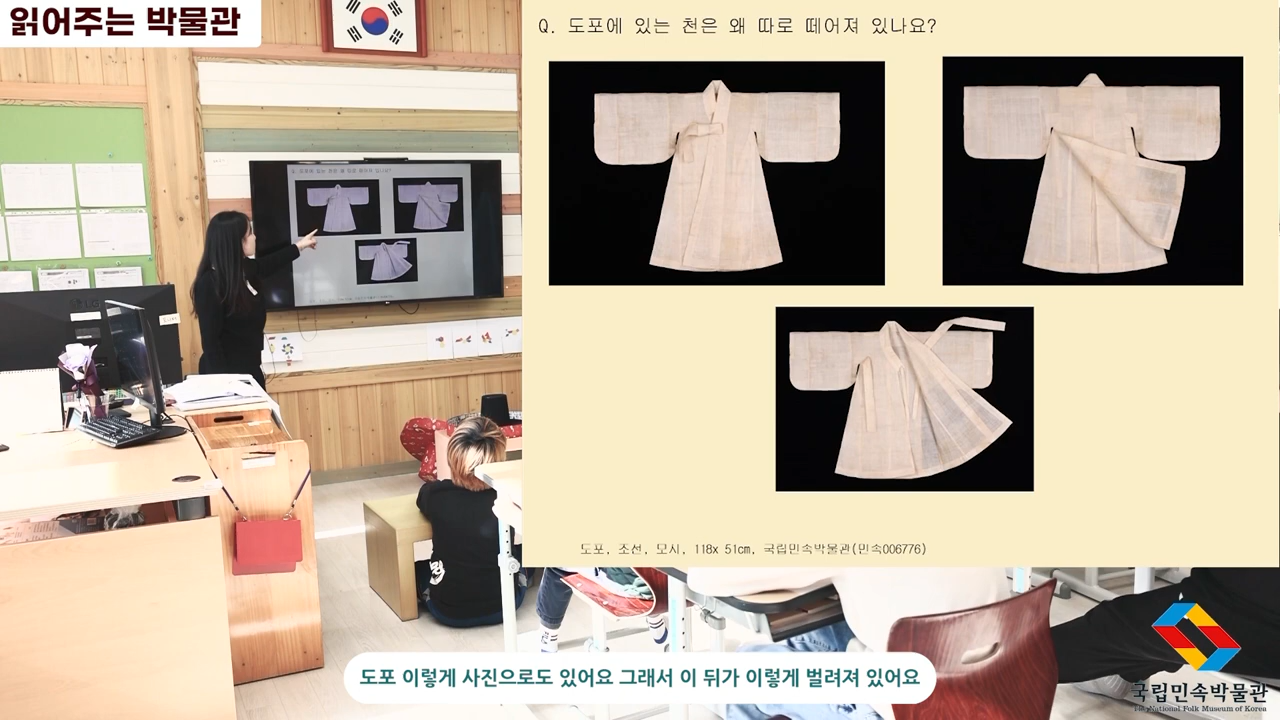 읽어주는 박물관
Q. 도포에 있는 천은 왜 따로 떼어져 있나요?
도포, 조선, 모시, 118x 51cm, 국립민속박물관(민속006776)
도포 이렇게 사진으로도 있어요 그래서 이 뒤가 이렇게 벌려져 있어요
국립민속박물관
The National Folk Museum of Korea